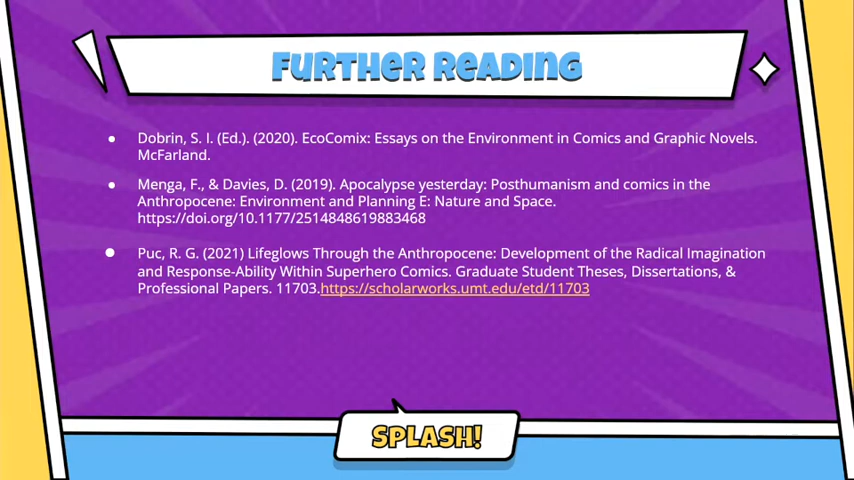 Further Reading
• Dobrin, S. I. (Ed.). (2020). EcoComix: Essays on the Environment in Comics and Graphic Novels.
McFarland.
• Menga, F., & Davies, D. (2019). Apocalypse yesterday: Posthumanism and comics in the
Anthropocene: Environment and Planning E: Nature and Space.
https://doi.org/10.1177/2514848619883468
• Puc, R. G. (2021) Lifeglows Through the Anthropocene: Development of the Radical Imagination
and Response-Ability Within Superhero Comics. Graduate Student Theses, Dissertations, &
Professional Papers. 11703.https://scholarworks.umt.edu/etd/11703
SPLASH!